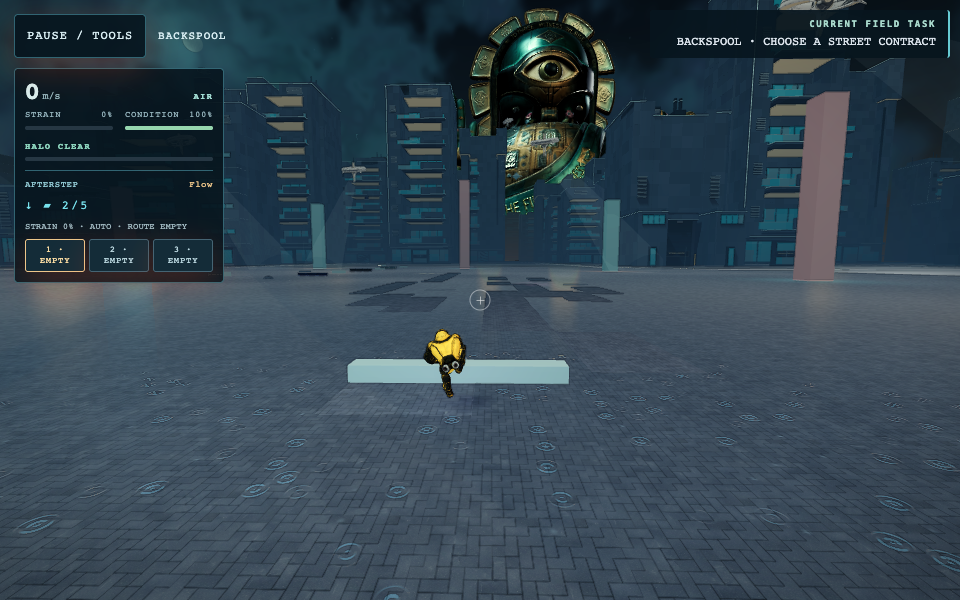 PAUSE / TOOLS
BACKSPOOL
CURRENT FIELD TASK
BACKSPOOL · CHOOSE A STREET CONTRACT
0 m/s
AIR
STRAIN 0%
CONDITION 100%
HALO CLEAR
AFTERSTEP
Flow
↓ ▰ 2/5
STRAIN 0% · AUTO · ROUTE EMPTY
1 · EMPTY
2 · EMPTY
3 · EMPTY